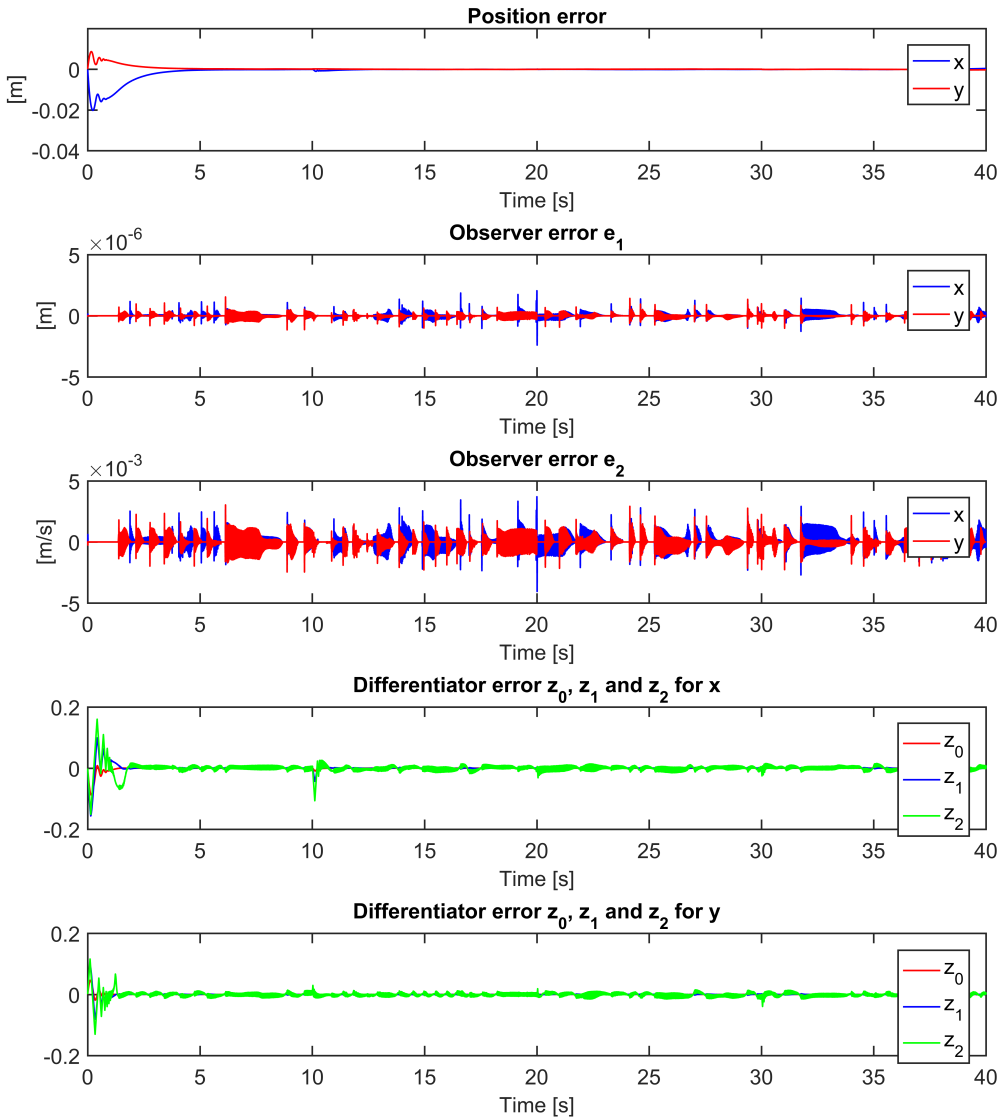 Position error
0
-0.02
-0.04
[m]
x
y
0 5 10 15 20 25 30 35 40
Time [s]
Observer error e₁
×10⁻⁶
5
0
-5
[m]
x
y
0 5 10 15 20 25 30 35 40
Time [s]
Observer error e₂
×10⁻³
5
0
-5
[m/s]
x
y
0 5 10 15 20 25 30 35 40
Time [s]
Differentiator error z₀, z₁ and z₂ for x
0.2
0
-0.2
z₀
z₁
z₂
0 5 10 15 20 25 30 35 40
Time [s]
Differentiator error z₀, z₁ and z₂ for y
0.2
0
-0.2
z₀
z₁
z₂
0 5 10 15 20 25 30 35 40
Time [s]